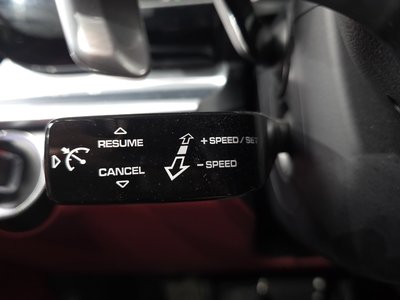 RESUME
+ SPEED / SET
CANCEL
- SPEED